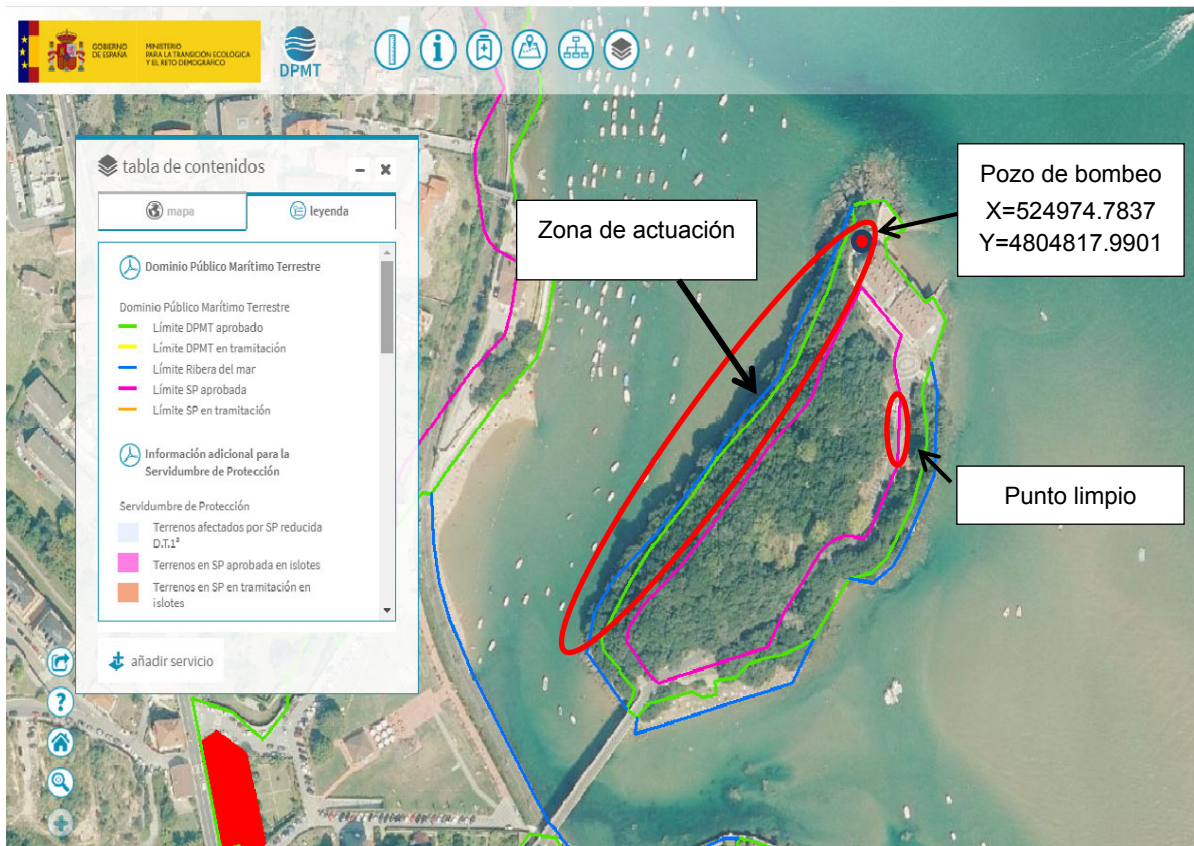 GOBIERNO
DE ESPAÑA
MINISTERIO
PARA LA TRANSICIÓN ECOLÓGICA
Y EL RETO DEMOGRÁFICO
DPMT
tabla de contenidos
mapa
leyenda
Dominio Público Marítimo Terrestre
Dominio Público Marítimo Terrestre
Límite DPMT aprobado
Límite DPMT en tramitación
Límite Ribera del mar
Límite SP aprobada
Límite SP en tramitación
Información adicional para la
Servidumbre de Protección
Servidumbre de Protección
Terrenos afectados por SP reducida
D.T.1ª
Terrenos en SP aprobada en islotes
Terrenos en SP en tramitación en
islotes
añadir servicio
Zona de actuación
Pozo de bombeo
X=524974.7837
Y=4804817.9901
Punto limpio